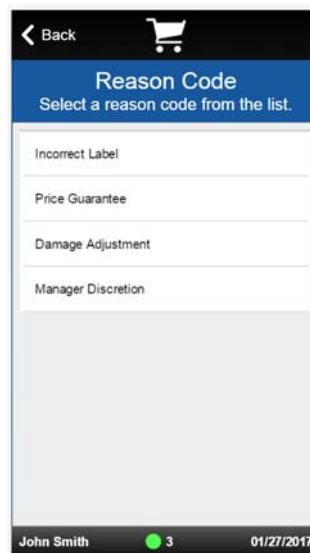 Back
Reason Code
Select a reason code from the list.
Incorrect Label
Price Guarantee
Damage Adjustment
Manager Discretion
John Smith 3 01/27/2017